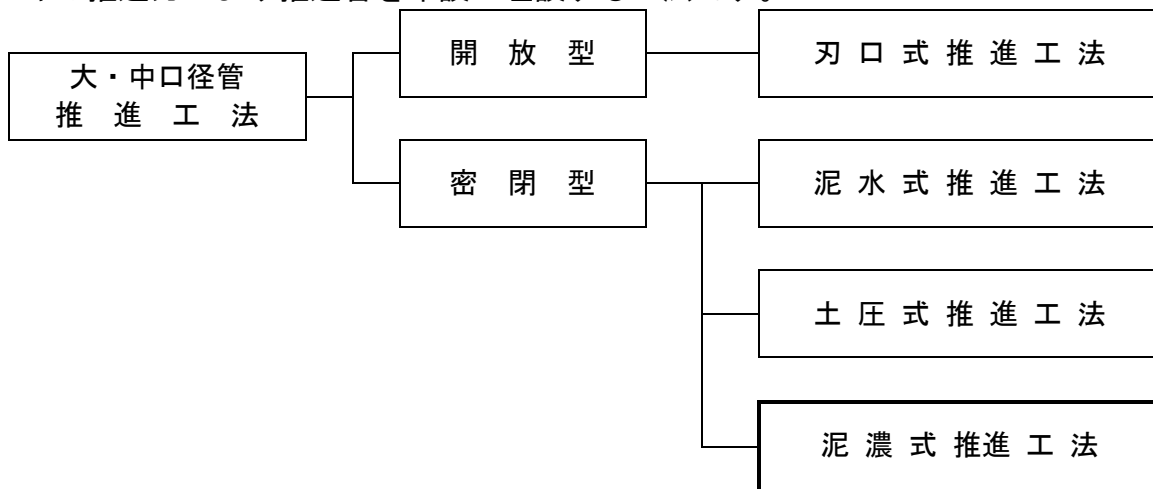 大・中口径管
推進工法
開放型
刃口式推進工法
密閉型
泥水式推進工法
土圧式推進工法
泥濃式推進工法